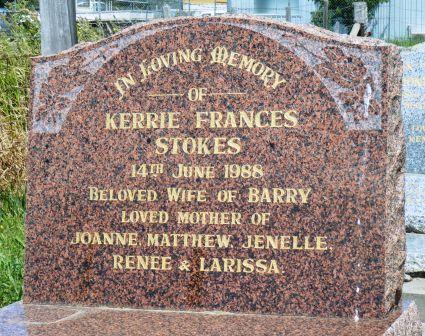 In Loving Memory
OF
KERRIE FRANCES
STOKES
14TH JUNE 1988
BELOVED WIFE OF BARRY
LOVED MOTHER OF
JOANNE, MATTHEW, JENELLE,
RENEE & LARISSA.